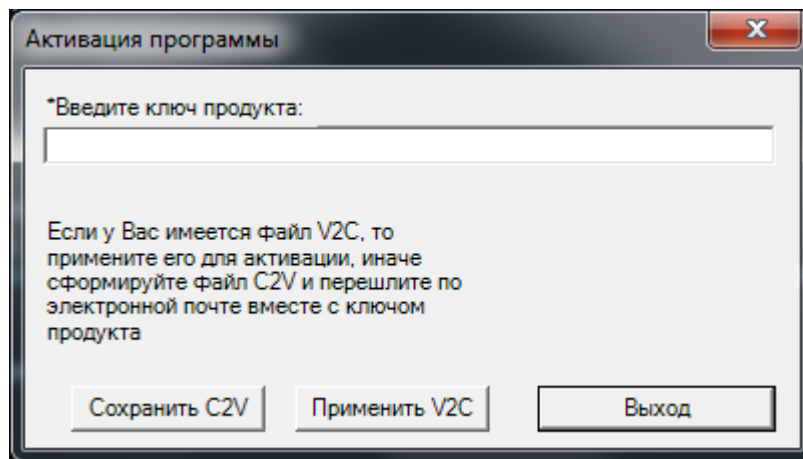 Активация программы
*Введите ключ продукта:
Если у Вас имеется файл V2C, то
примените его для активации, иначе
сформируйте файл C2V и перешлите по
электронной почте вместе с ключом
продукта
Сохранить C2V Применить V2C Выход